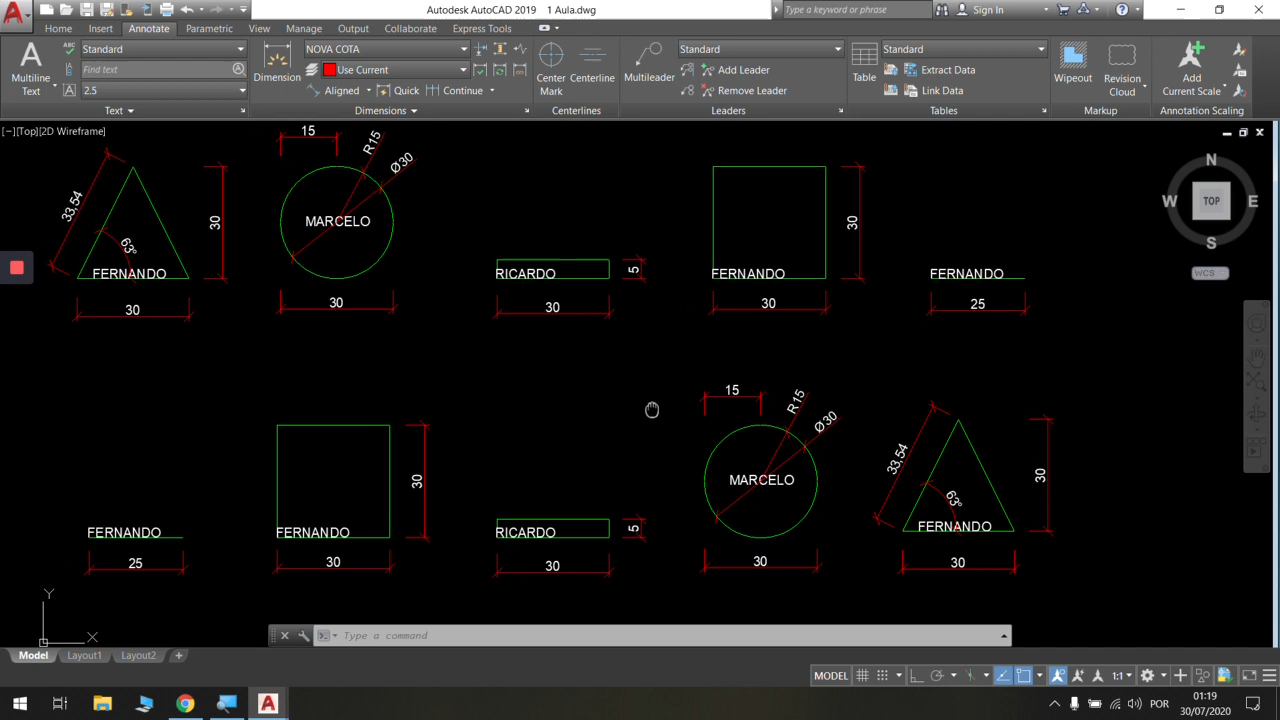 Autodesk AutoCAD 2019 1 Aula.dwg
Type a keyword or phrase
Sign In
Home Insert Annotate Parametric View Manage Output Collaborate Express Tools
Multiline Text
Standard
Find text
2.5
Text
Dimension
NOVA COTA
Use Current
Aligned Quick Continue
Dimensions
Center Mark
Centerline
Centerlines
Multileader
Standard
Add Leader
Remove Leader
Leaders
Table
Standard
Extract Data
Link Data
Tables
Wipeout
Revision Cloud
Markup
Add Current Scale
Annotation Scaling
[−][Top][2D Wireframe]
N
W TOP E
S
WCS
33,54
63°
30
FERNANDO
30
15
R15
Ø30
MARCELO
30
RICARDO
5
30
30
FERNANDO
30
FERNANDO
25
FERNANDO
25
30
FERNANDO
30
RICARDO
5
30
15
R15
Ø30
MARCELO
30
33,54
63°
30
FERNANDO
30
Y
X
Type a command
Model Layout1 Layout2 +
MODEL
1:1
POR
01:19
30/07/2020